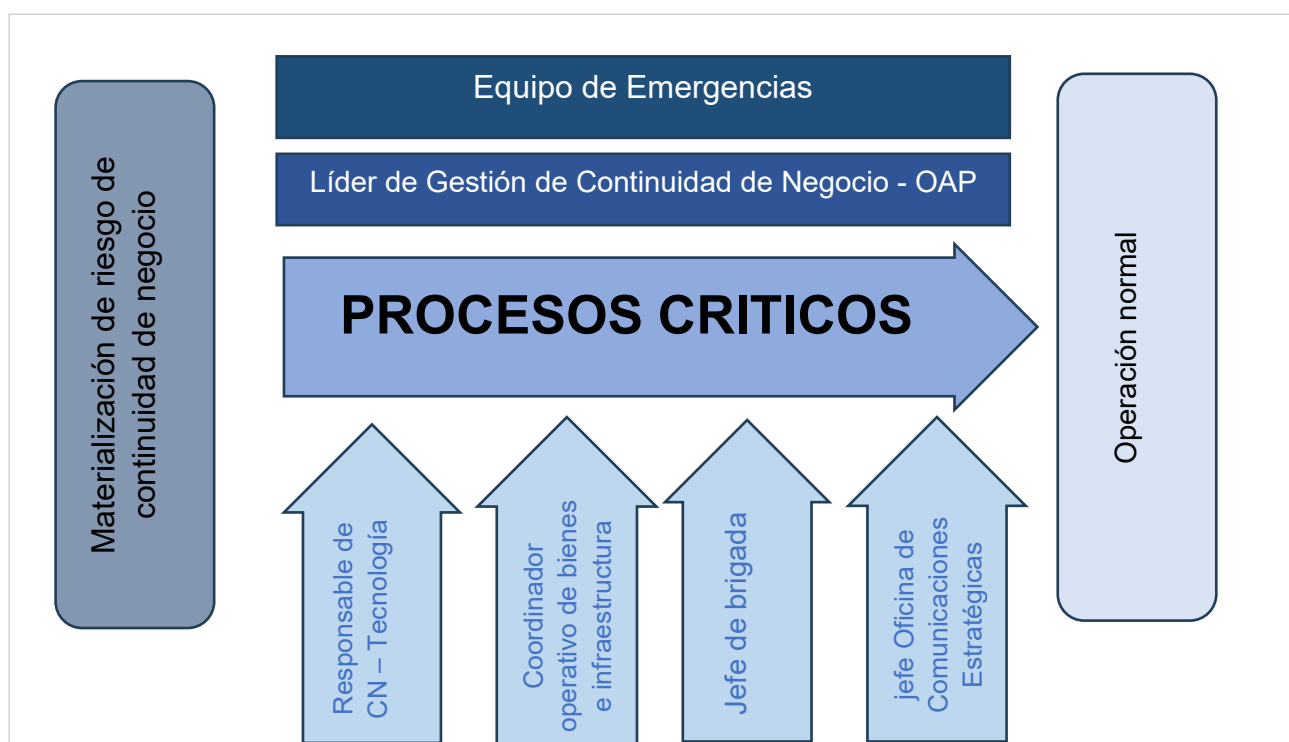 Materialización de riesgo de
continuidad de negocio
Equipo de Emergencias
Líder de Gestión de Continuidad de Negocio - OAP
PROCESOS CRITICOS
Responsable de
CN – Tecnología
Coordinador
operativo de bienes
e infraestructura
Jefe de brigada
jefe Oficina de
Comunicaciones
Estratégicas
Operación normal